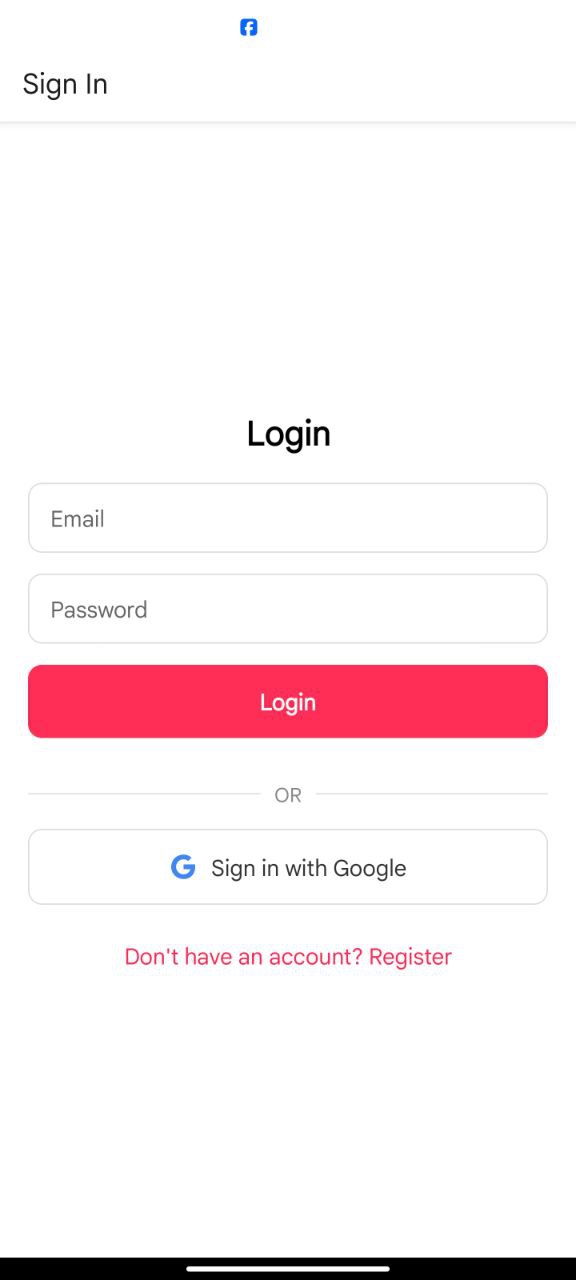 Sign In
Login
Email
Password
Login
OR
Sign in with Google
Don't have an account? Register